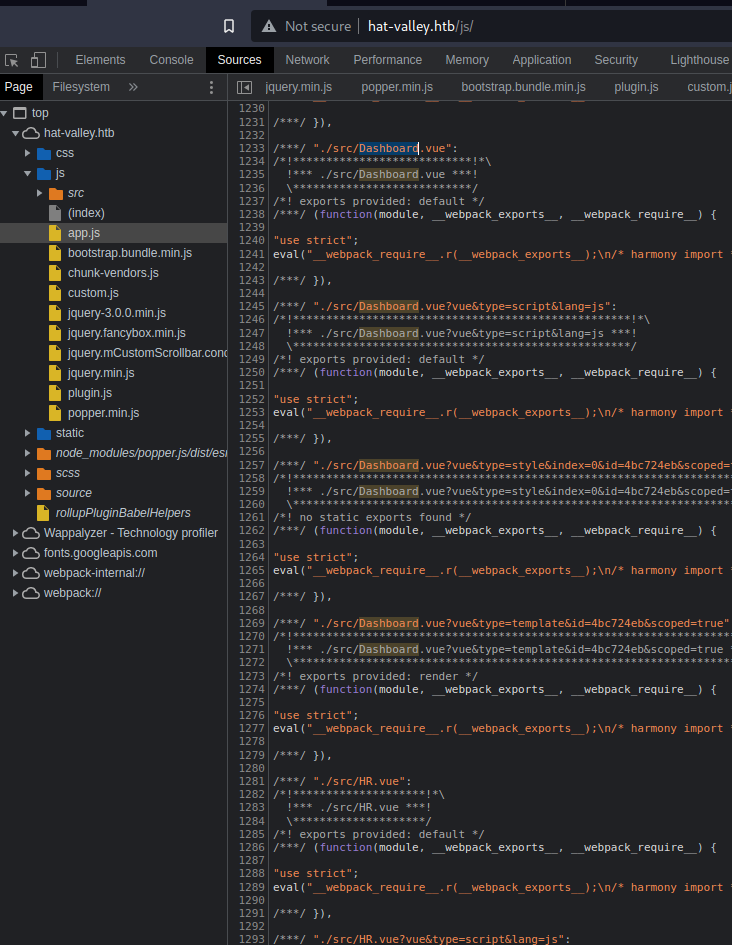 Not secure | hat-valley.htb/js/
Elements Console Sources Network Performance Memory Application Security Lighthouse
Page Filesystem » jquery.min.js popper.min.js bootstrap.bundle.min.js plugin.js custom.j
top
hat-valley.htb
css
js
src
(index)
app.js
bootstrap.bundle.min.js
chunk-vendors.js
custom.js
jquery-3.0.0.min.js
jquery.fancybox.min.js
jquery.mCustomScrollbar.conc
jquery.min.js
plugin.js
popper.min.js
static
node_modules/popper.js/dist/esr
scss
source
rollupPluginBabelHelpers
Wappalyzer - Technology profiler
fonts.googleapis.com
webpack-internal://
webpack://
1230
1231 /***/ }),
1232
1233 /***/ "./src/Dashboard.vue":
1234 /*!***************************!*\
1235   !*** ./src/Dashboard.vue ***!
1236   \***************************/
1237 /*! exports provided: default */
1238 /***/ (function(module, __webpack_exports__, __webpack_require__) {
1239
1240 "use strict";
1241 eval("__webpack_require__.r(__webpack_exports__);\n/* harmony import *
1242
1243 /***/ }),
1244
1245 /***/ "./src/Dashboard.vue?vue&type=script&lang=js":
1246 /*!***************************************************!*\
1247   !*** ./src/Dashboard.vue?vue&type=script&lang=js ***!
1248   \***************************************************/
1249 /*! exports provided: default */
1250 /***/ (function(module, __webpack_exports__, __webpack_require__) {
1251
1252 "use strict";
1253 eval("__webpack_require__.r(__webpack_exports__);\n/* harmony import *
1254
1255 /***/ }),
1256
1257 /***/ "./src/Dashboard.vue?vue&type=style&index=0&id=4bc724eb&scoped=t
1258 /*!*******************************************************************
1259   !*** ./src/Dashboard.vue?vue&type=style&index=0&id=4bc724eb&scoped=t
1260   \*******************************************************************
1261 /*! no static exports found */
1262 /***/ (function(module, __webpack_exports__, __webpack_require__) {
1263
1264 "use strict";
1265 eval("__webpack_require__.r(__webpack_exports__);\n/* harmony import *
1266
1267 /***/ }),
1268
1269 /***/ "./src/Dashboard.vue?vue&type=template&id=4bc724eb&scoped=true"
1270 /*!*******************************************************************
1271   !*** ./src/Dashboard.vue?vue&type=template&id=4bc724eb&scoped=true *
1272   \*******************************************************************
1273 /*! exports provided: render */
1274 /***/ (function(module, __webpack_exports__, __webpack_require__) {
1275
1276 "use strict";
1277 eval("__webpack_require__.r(__webpack_exports__);\n/* harmony import *
1278
1279 /***/ }),
1280
1281 /***/ "./src/HR.vue":
1282 /*!********************!*\
1283   !*** ./src/HR.vue ***!
1284   \********************/
1285 /*! exports provided: default */
1286 /***/ (function(module, __webpack_exports__, __webpack_require__) {
1287
1288 "use strict";
1289 eval("__webpack_require__.r(__webpack_exports__);\n/* harmony import *
1290
1291 /***/ }),
1292
1293 /***/ "./src/HR.vue?vue&type=script&lang=js":